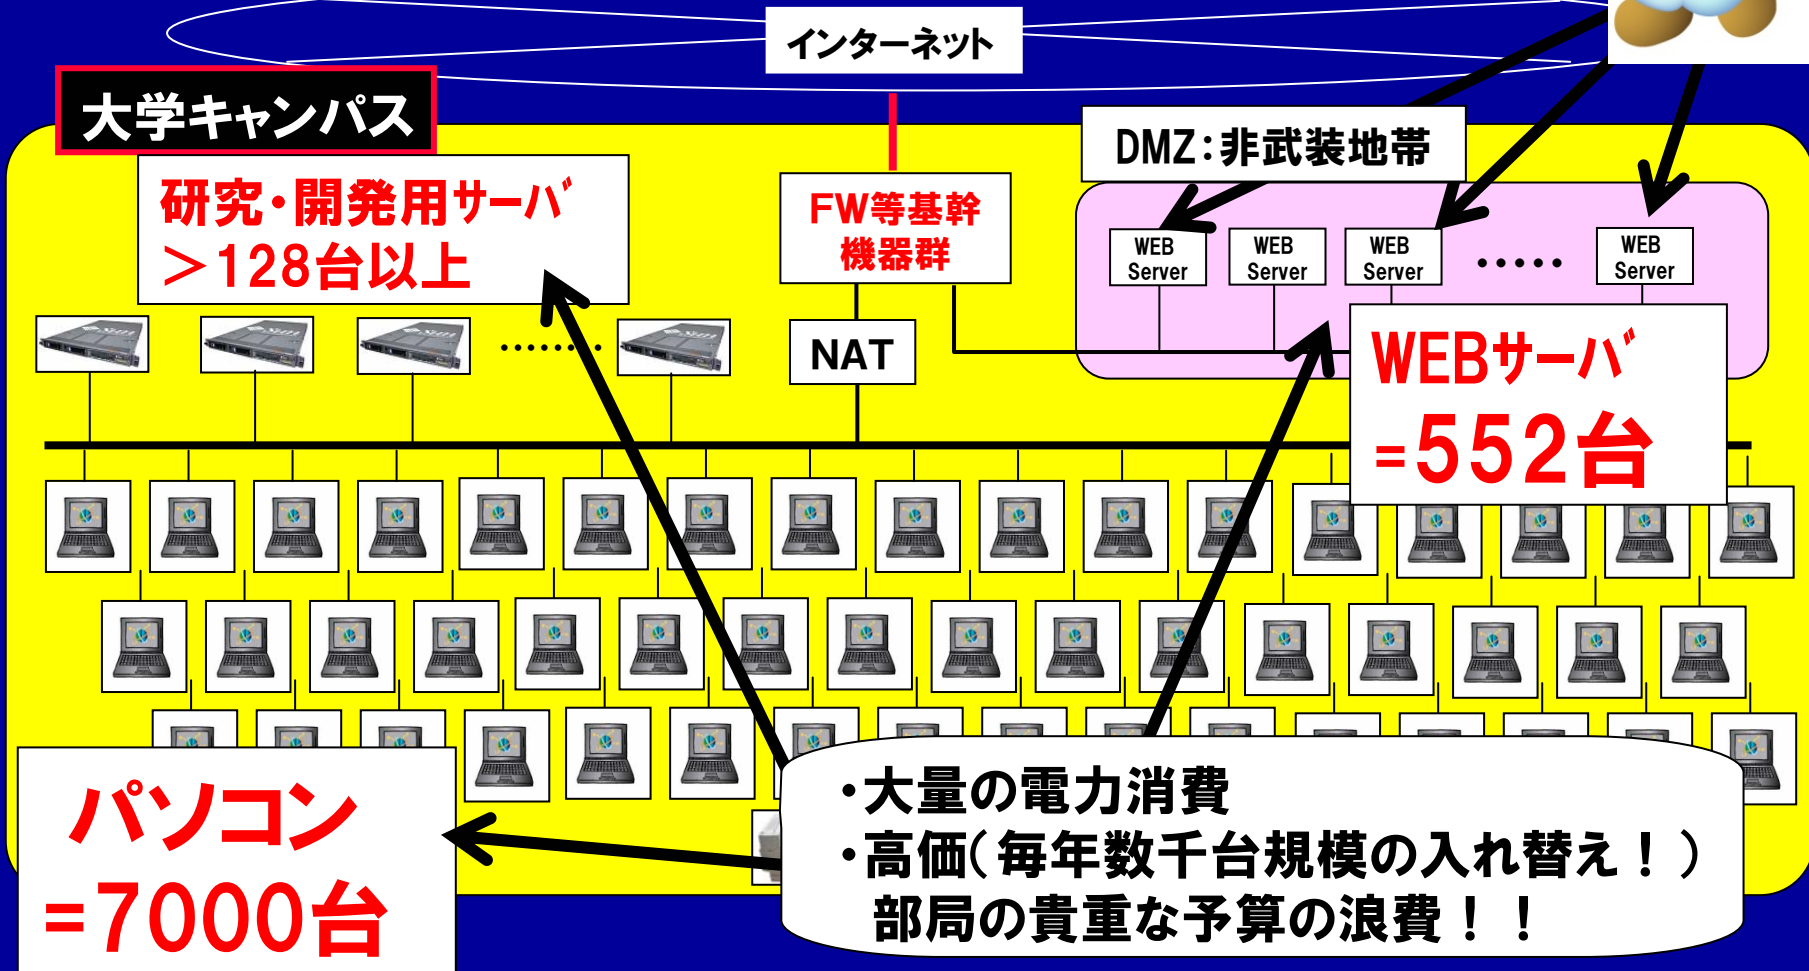 インターネット
大学キャンパス
DMZ：非武装地帯
研究・開発用ｻｰﾊﾞ
＞128台以上
FW等基幹
機器群
WEB
Server
WEB
Server
WEB
Server
・・・・・
WEB
Server
NAT
・・・・・・・・
WEBｻｰﾊﾞ
=552台
パソコン
=7000台
・大量の電力消費
・高価（毎年数千台規模の入れ替え！）
部局の貴重な予算の浪費！！